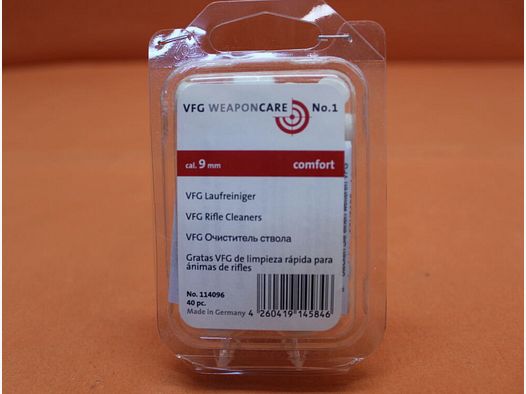 VFG WEAPONCARE No.1
cal. 9 mm comfort
VFG Laufreiniger
VFG Rifle Cleaners
VFG Очиститель ствола
Gratas VFG de limpieza rápida para
ánimas de rifles
No. 114096
40 pc.
Made in Germany
4 260419 145846